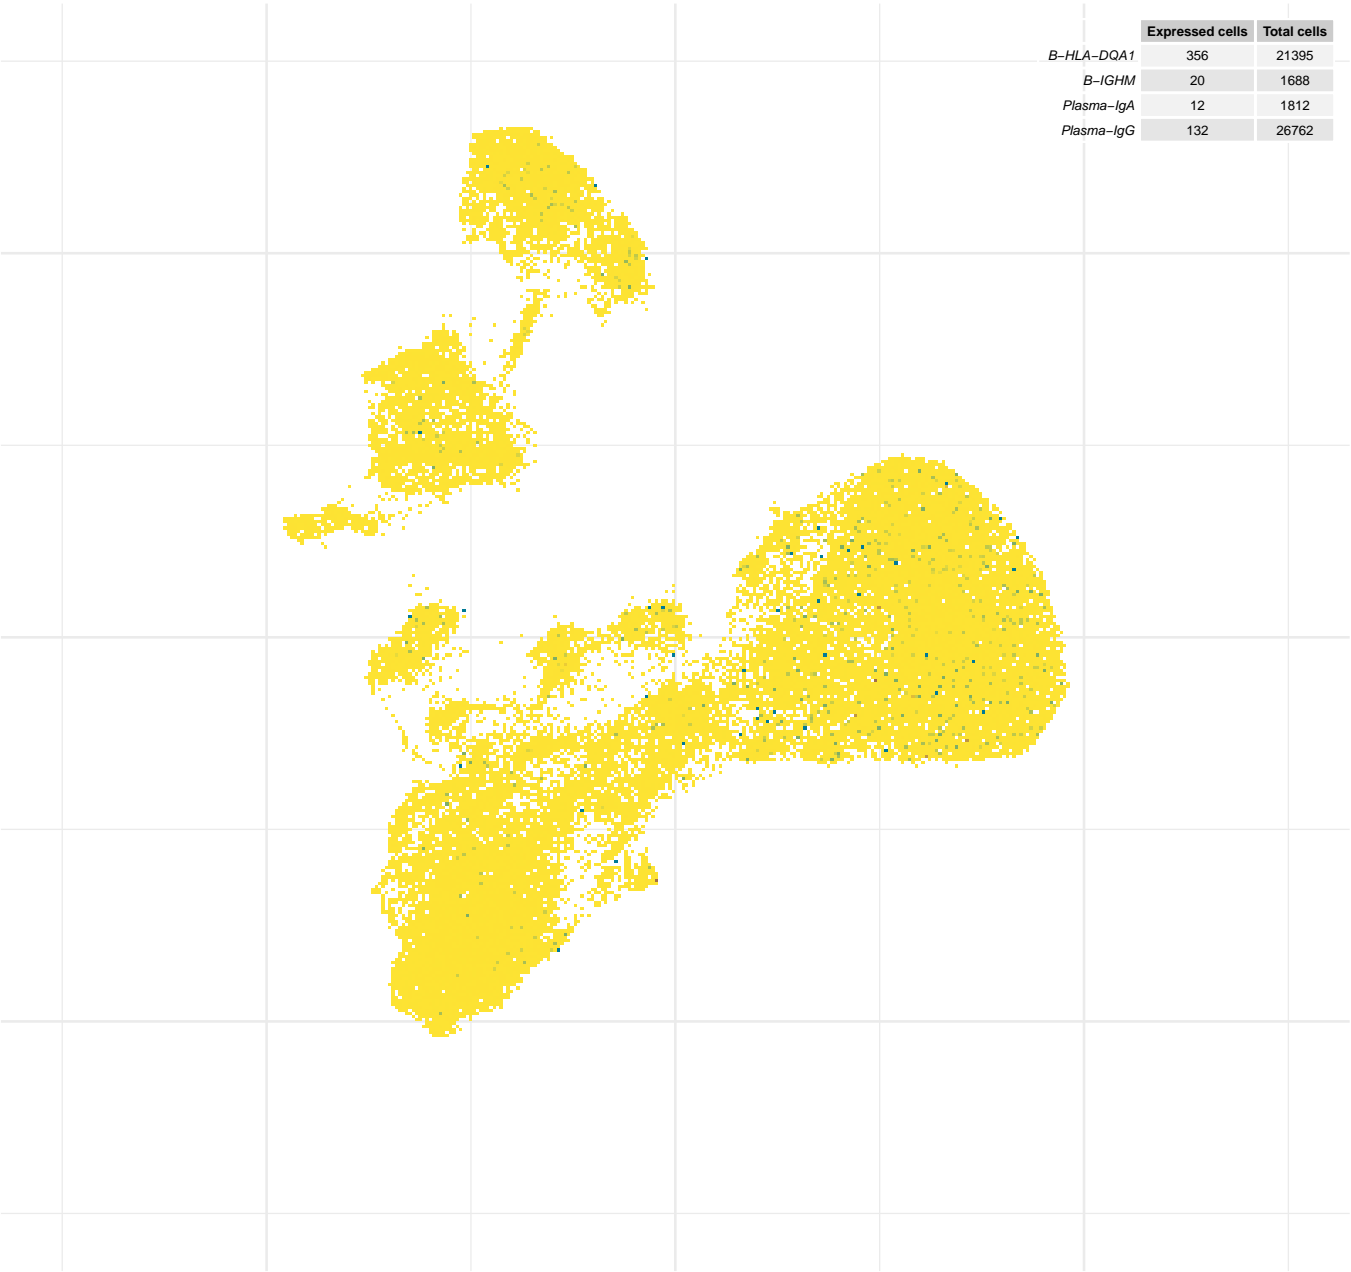 Expressed cells Total cells
B−HLA−DQA1 356 21395
B−IGHM 20 1688
Plasma−IgA 12 1812
Plasma−IgG 132 26762